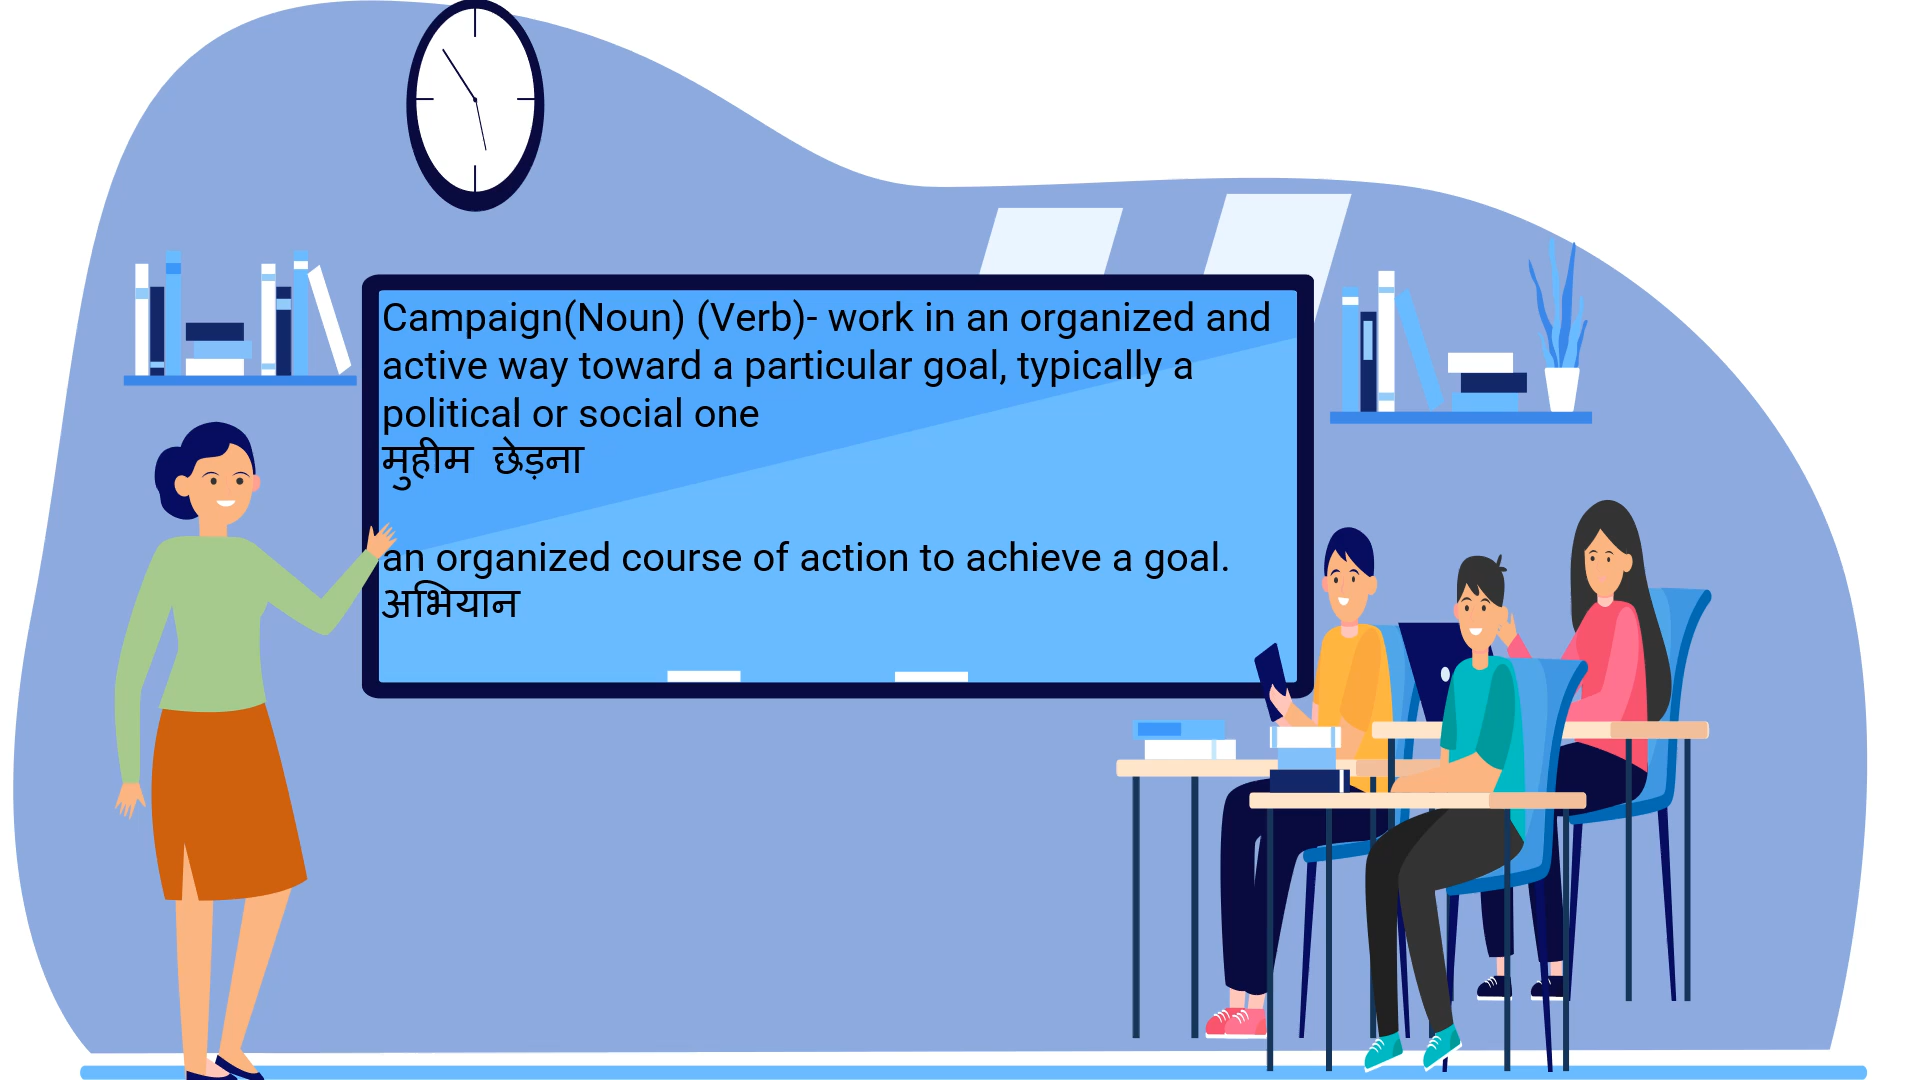 Campaign(Noun) (Verb)- work in an organized and
active way toward a particular goal, typically a
political or social one
मुहीम छेड़ना
an organized course of action to achieve a goal.
अभियान